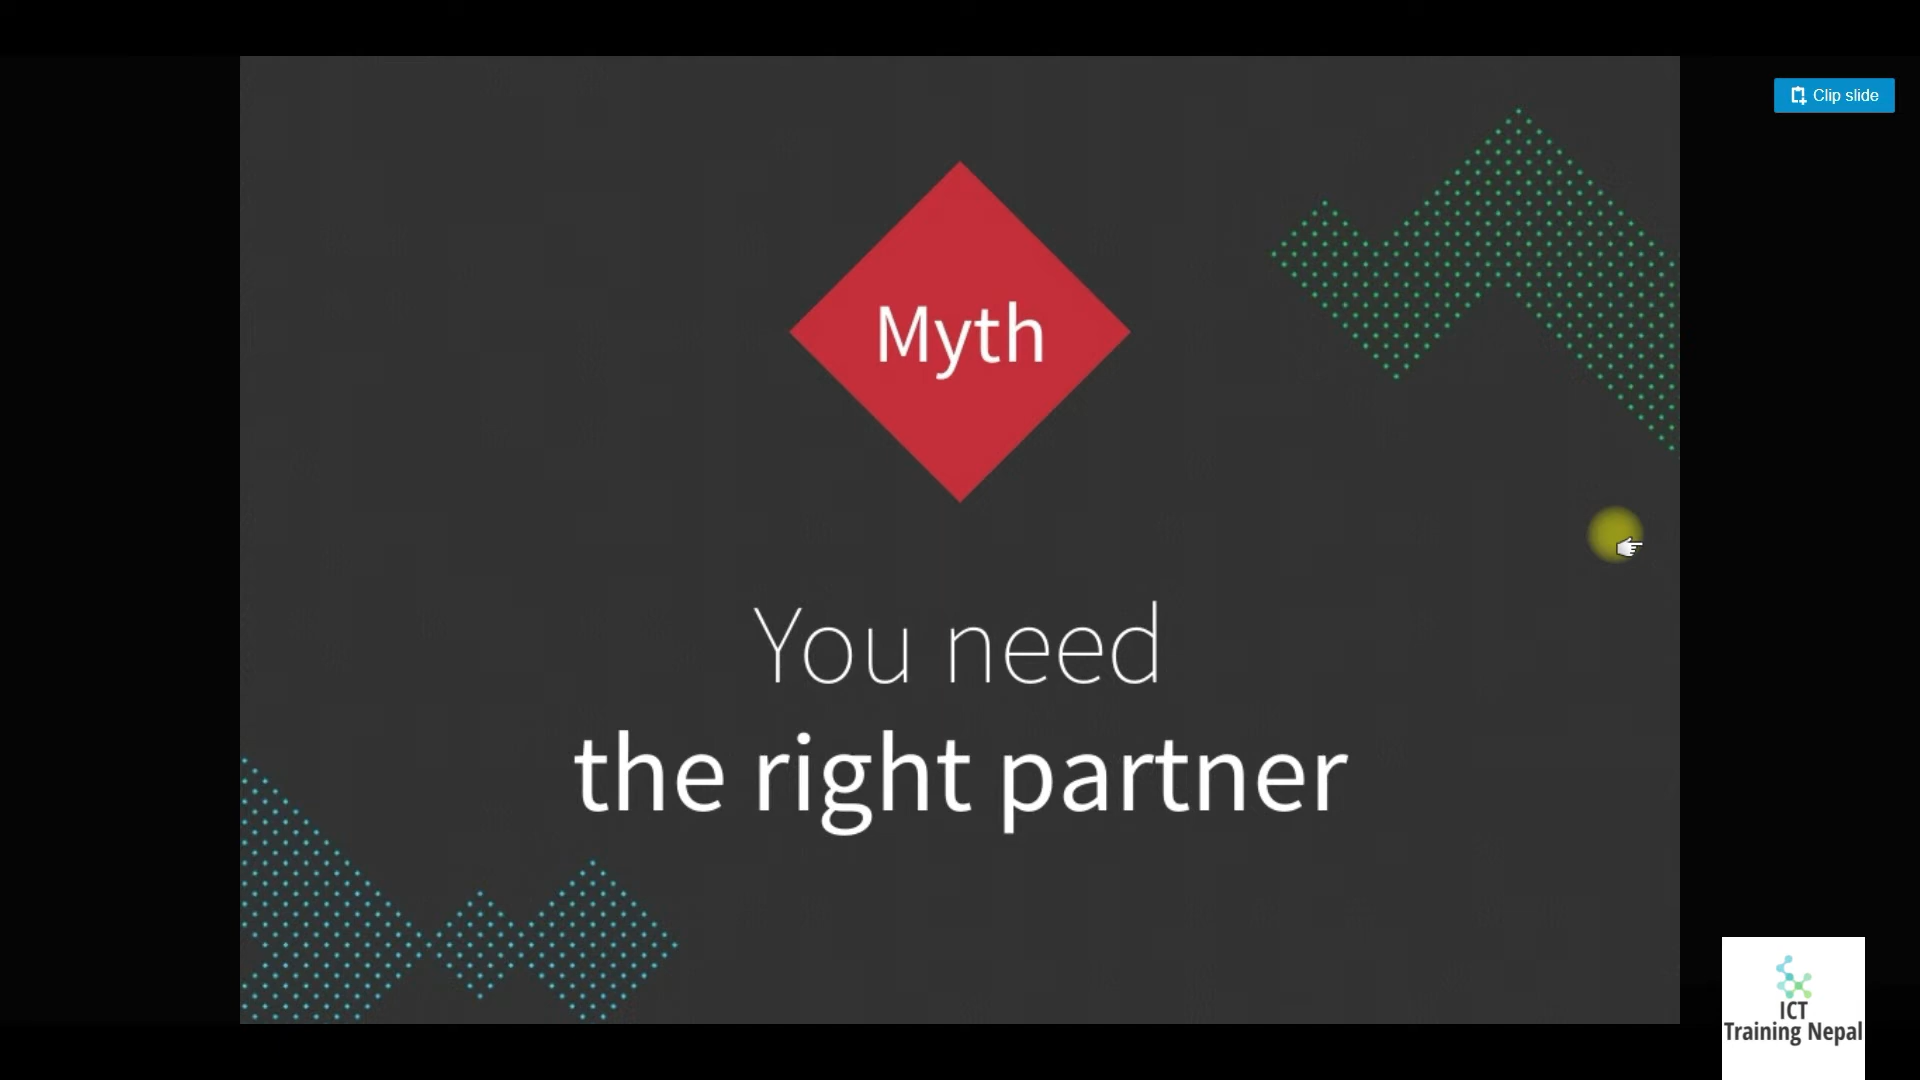 Clip slide
Myth
You need
the right partner
ICT
Training Nepal